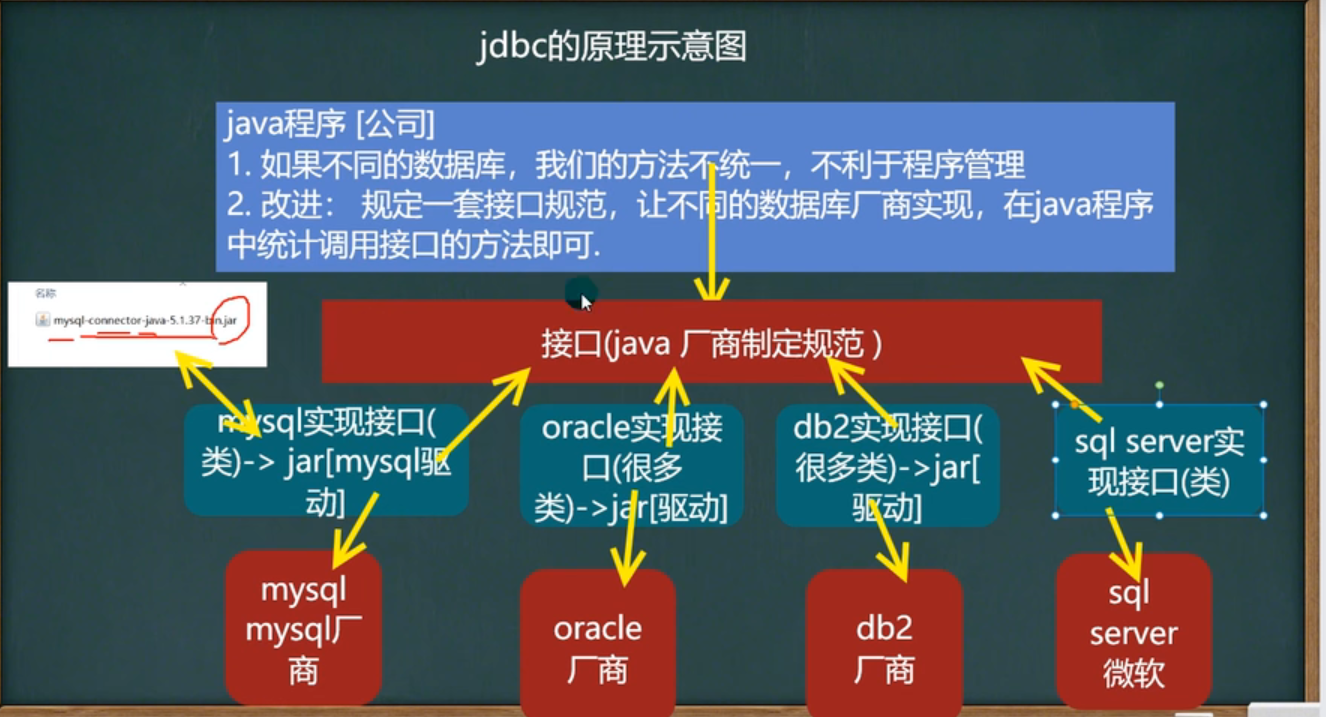 jdbc的原理示意图
java程序 [公司]
1. 如果不同的数据库，我们的方法不统一，不利于程序管理
2. 改进： 规定一套接口规范，让不同的数据库厂商实现，在java程序
中统计调用接口的方法即可.
名称
mysql-connector-java-5.1.37-bin.jar
接口(java 厂商制定规范 )
mysql实现接口(
类)-> jar[mysql驱
动]
oracle实现接
口(很多
类)->jar[驱动]
db2实现接口(
很多类)->jar[
驱动]
sql server实
现接口(类)
mysql
mysql厂
商
oracle
厂商
db2
厂商
sql
server
微软